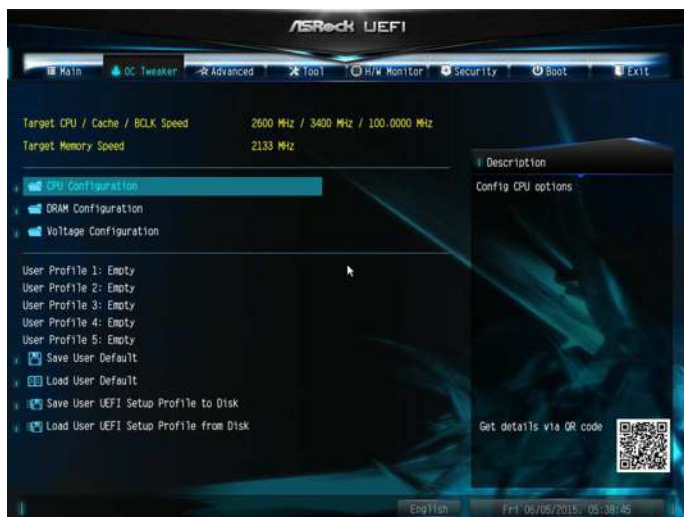 ASRock UEFI
Main OC Tweaker Advanced Tool H/W Monitor Security Boot Exit
Target CPU / Cache / BCLK Speed 2600 MHz / 3400 MHz / 100.0000 MHz
Target Memory Speed 2133 MHz
Description
CPU Configuration
Config CPU options
DRAM Configuration
Voltage Configuration
User Profile 1: Empty
User Profile 2: Empty
User Profile 3: Empty
User Profile 4: Empty
User Profile 5: Empty
Save User Default
Load User Default
Save User UEFI Setup Profile to Disk
Load User UEFI Setup Profile from Disk
Get details via QR code
English Fri 06/05/2015. 05:38:45